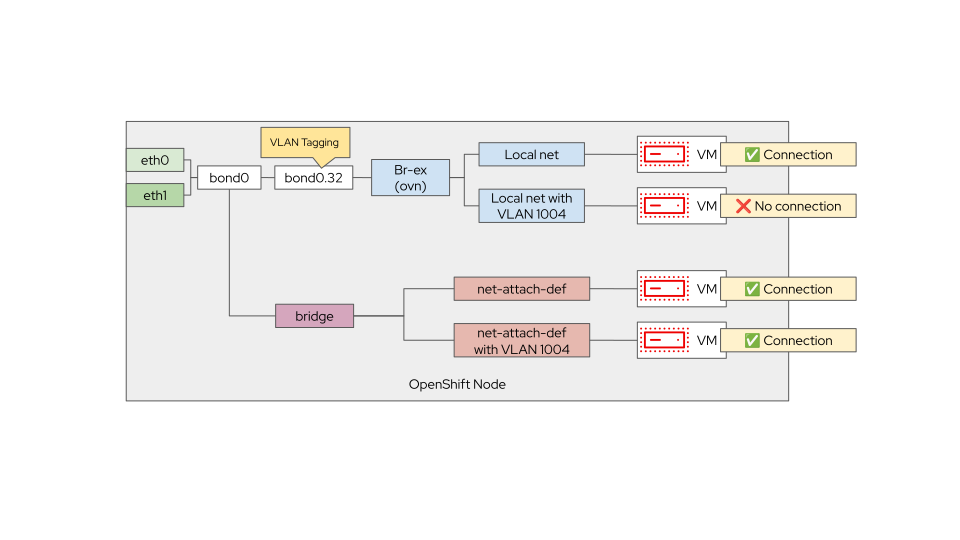 VLAN Tagging
eth0
eth1
bond0
bond0.32
Br-ex
(ovn)
Local net
VM
✅ Connection
Local net with
VLAN 1004
VM
❌ No connection
bridge
net-attach-def
VM
✅ Connection
net-attach-def
with VLAN 1004
VM
✅ Connection
OpenShift Node